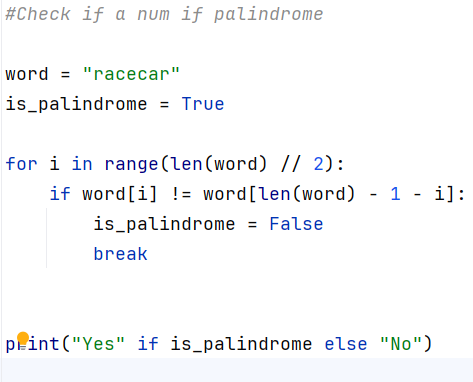 #Check if a num if palindrome
word = "racecar"
is_palindrome = True
for i in range(len(word) // 2):
    if word[i] != word[len(word) - 1 - i]:
        is_palindrome = False
        break
print("Yes" if is_palindrome else "No")